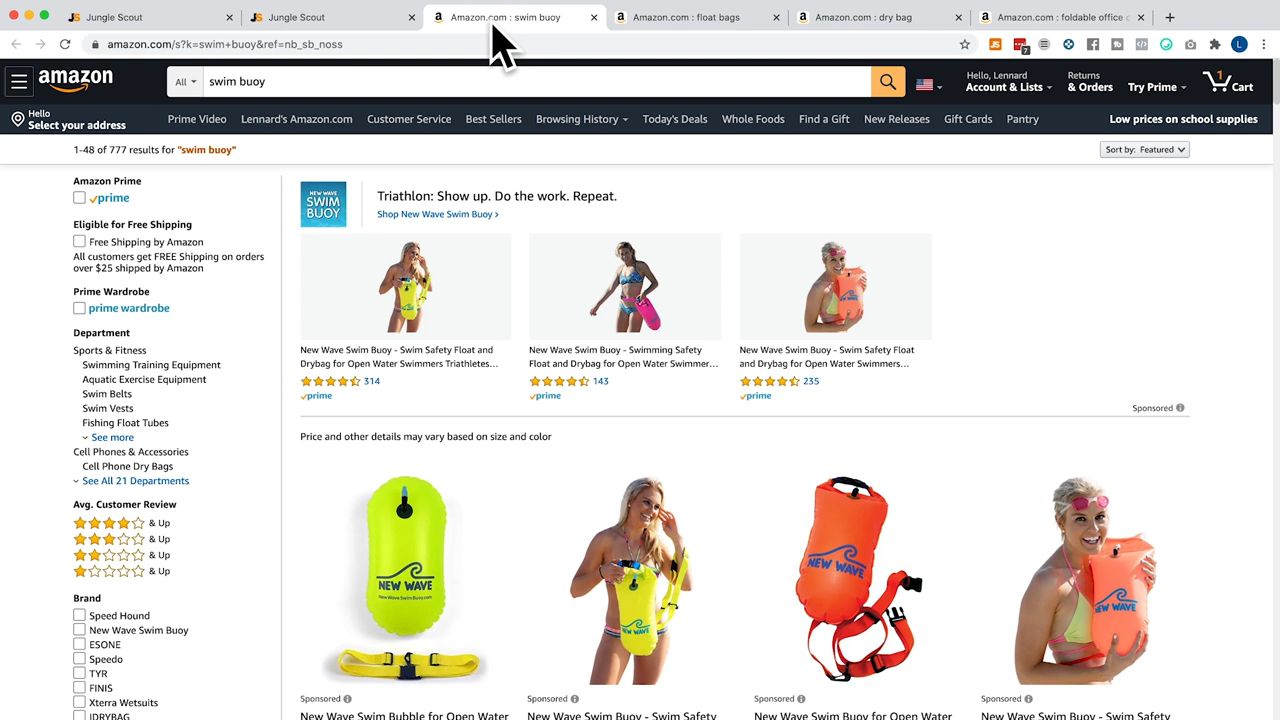 Jungle Scout
Jungle Scout
Amazon.com : swim buoy
Amazon.com : float bags
Amazon.com : dry bag
Amazon.com : foldable office c
amazon.com/s?k=swim+buoy&ref=nb_sb_noss
7
L
amazon
All
swim buoy
Hello, Lennard
Account & Lists
Returns
& Orders
Try Prime
1
Cart
Hello
Select your address
Prime Video
Lennard's Amazon.com
Customer Service
Best Sellers
Browsing History
Today's Deals
Whole Foods
Find a Gift
New Releases
Gift Cards
Pantry
Low prices on school supplies
1-48 of 777 results for "swim buoy"
Sort by: Featured
Amazon Prime
prime
Eligible for Free Shipping
Free Shipping by Amazon
All customers get FREE Shipping on orders
over $25 shipped by Amazon
Prime Wardrobe
prime wardrobe
Department
Sports & Fitness
Swimming Training Equipment
Aquatic Exercise Equipment
Swim Belts
Swim Vests
Fishing Float Tubes
See more
Cell Phones & Accessories
Cell Phone Dry Bags
See All 21 Departments
Avg. Customer Review
& Up
& Up
& Up
& Up
Brand
Speed Hound
New Wave Swim Buoy
ESONE
Speedo
TYR
FINIS
Xterra Wetsuits
IDRYBAG
NEW WAVE
SWIM
BUOY
Triathlon: Show up. Do the work. Repeat.
Shop New Wave Swim Buoy ›
New Wave Swim Buoy - Swim Safety Float and
Drybag for Open Water Swimmers Triathletes...
314
prime
New Wave Swim Buoy - Swimming Safety
Float and Drybag for Open Water Swimmer...
143
prime
New Wave Swim Buoy - Swim Safety Float
and Drybag for Open Water Swimmers...
235
prime
Sponsored
Price and other details may vary based on size and color
NEW WAVE
NewWaveSwimBuoy.com
NEW WAVE
NEW WAVE
NEW WAVE
Sponsored
Sponsored
Sponsored
Sponsored
New Wave Swim Bubble for Open Water
New Wave Swim Buoy - Swim Safety
New Wave Swim Buoy for Open Water
New Wave Swim Buoy - Swim Safety